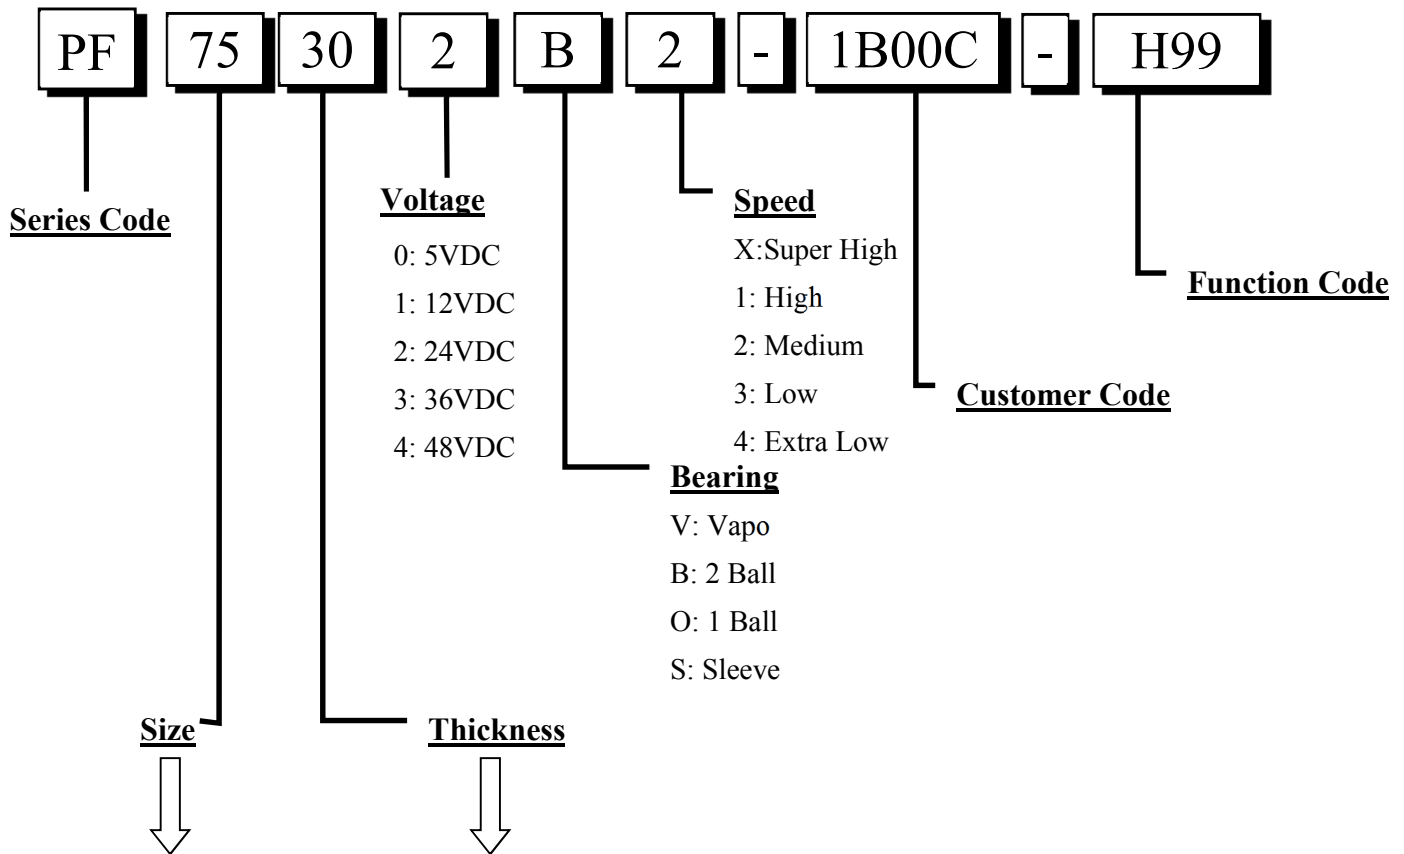 PF 75 30 2 B 2 - 1B00C - H99
Series Code
Voltage
0: 5VDC
1: 12VDC
2: 24VDC
3: 36VDC
4: 48VDC
Speed
X:Super High
1: High
2: Medium
3: Low
4: Extra Low
Function Code
Customer Code
Bearing
V: Vapo
B: 2 Ball
O: 1 Ball
S: Sleeve
Size
Thickness